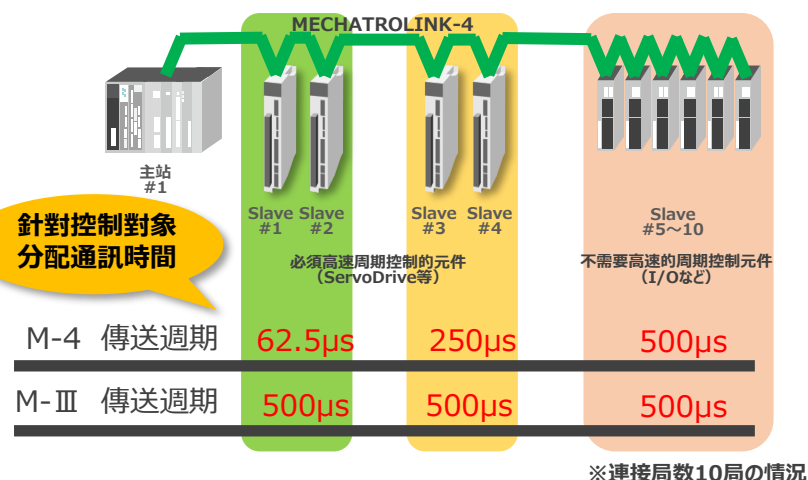 MECHATROLINK-4
主站
#1
Slave Slave
#1 #2
Slave Slave
#3 #4
Slave
#5～10
針對控制對象
分配通訊時間
必須高速周期控制的元件
（ServoDrive等）
不需要高速的周期控制元件
（I/Oなど）
M-4 傳送週期 62.5μs 250μs 500μs
M-Ⅲ 傳送週期 500μs 500μs 500μs
※連接局数10局の情況